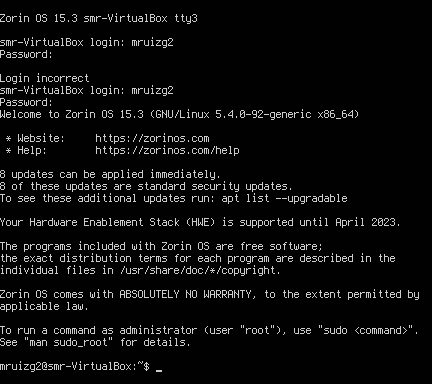 Zorin OS 15.3 smr-VirtualBox tty3
smr-VirtualBox login: mruizg2
Password:
Login incorrect
smr-VirtualBox login: mruizg2
Password:
Welcome to Zorin OS 15.3 (GNU/Linux 5.4.0-92-generic x86_64)
* Website: https://zorinos.com
* Help: https://zorinos.com/help
8 updates can be applied immediately.
8 of these updates are standard security updates.
To see these additional updates run: apt list --upgradable
Your Hardware Enablement Stack (HWE) is supported until April 2023.
The programs included with Zorin OS are free software;
the exact distribution terms for each program are described in the
individual files in /usr/share/doc/*/copyright.
Zorin OS comes with ABSOLUTELY NO WARRANTY, to the extent permitted by
applicable law.
To run a command as administrator (user "root"), use "sudo <command>".
See "man sudo_root" for details.
mruizg2@smr-VirtualBox:~$ _